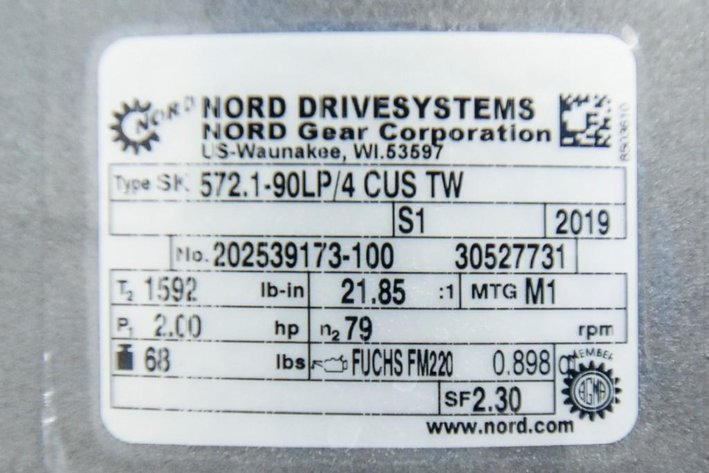 NORD
NORD DRIVESYSTEMS
NORD Gear Corporation
US-Waunakee, WI.53597
Type SK 572.1-90LP/4 CUS TW
S1 2019
No. 202539173-100 30527731
T2 1592 lb-in 21.85 :1 MTG M1
P1 2.00 hp n2 79 rpm
68 lbs FUCHS FM220 0.898
MEMBER
AGMA
SF 2.30
www.nord.com